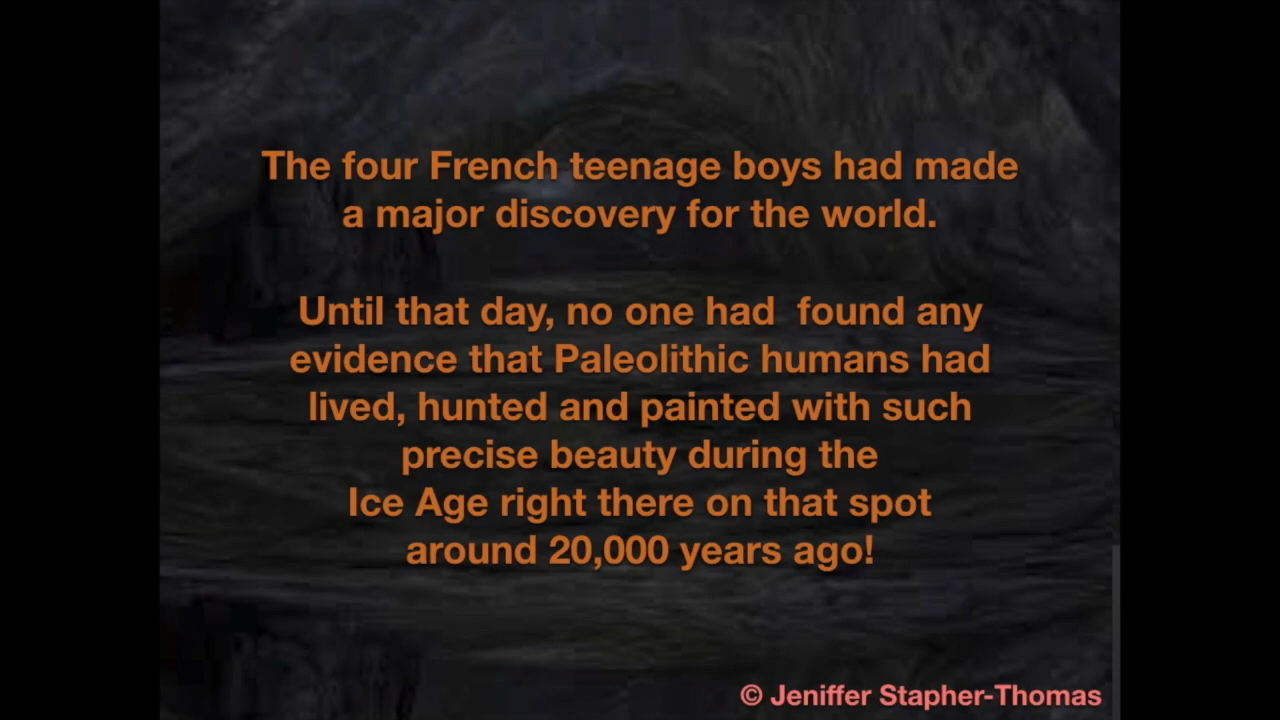 The four French teenage boys had made
a major discovery for the world.
Until that day, no one had  found any
evidence that Paleolithic humans had
lived, hunted and painted with such
precise beauty during the
Ice Age right there on that spot
around 20,000 years ago!
© Jeniffer Stapher-Thomas